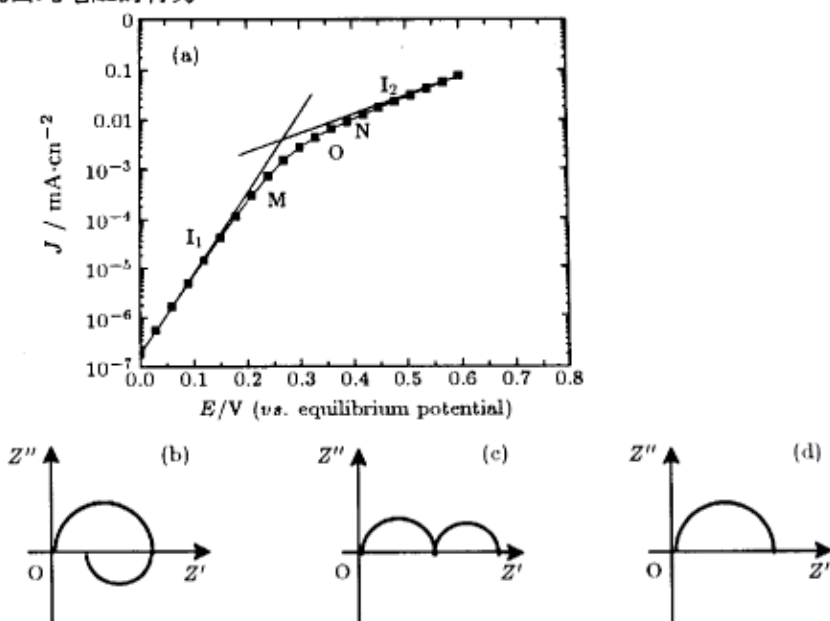 (a)
0
0.1
0.01
10⁻³
10⁻⁴
10⁻⁵
10⁻⁶
10⁻⁷
J / mA·cn⁻²
I₁
M
O
N
I₂
0.0 0.1 0.2 0.3 0.4 0.5 0.6 0.7 0.8
E/V (vs. equilibrium potential)
Z'' (b) Z'' (c) Z'' (d)
O Z' O Z' O Z'